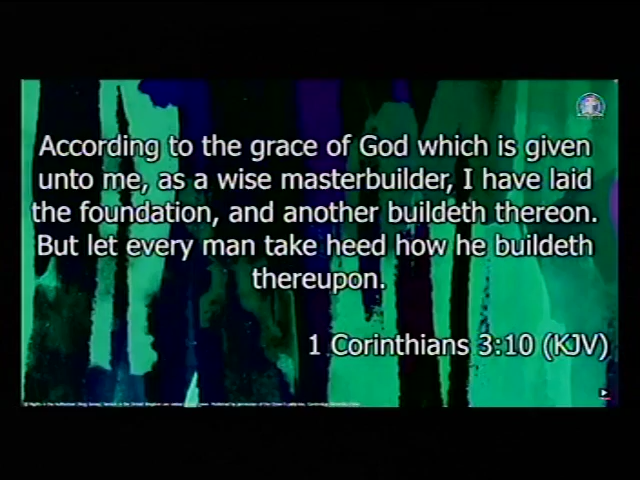 According to the grace of God which is given
unto me, as a wise masterbuilder, I have laid
the foundation, and another buildeth thereon.
But let every man take heed how he buildeth
thereupon.
1 Corinthians 3:10 (KJV)